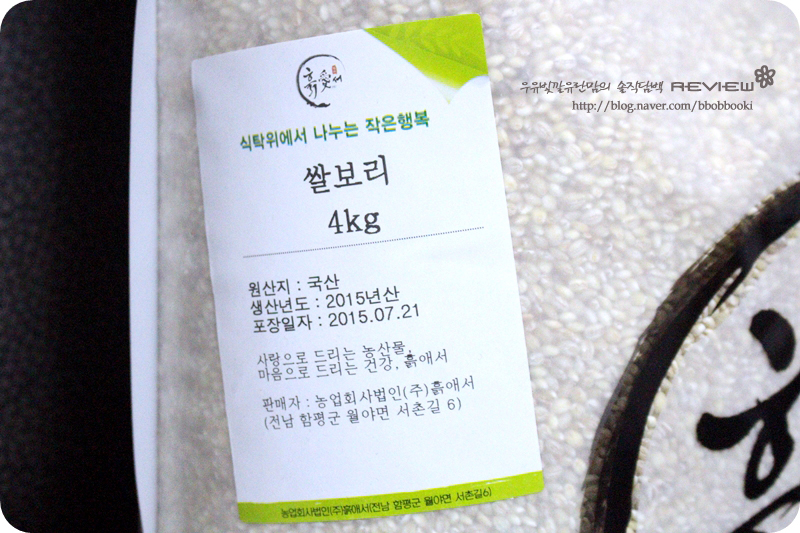 우윳빛깔유란맘의 솔직담백 REVIEW
http://blog.naver.com/bbobbooki
흙愛서
식탁위에서 나누는 작은행복
쌀보리
4kg
원산지 : 국산
생산년도 : 2015년산
포장일자 : 2015.07.21
사랑으로 드리는 농산물,
마음으로 드리는 건강, 흙애서
판매자 : 농업회사법인(주)흙애서
(전남 함평군 월야면 서촌길 6)
농업회사법인(주)흙애서(전남 함평군 월야면 서촌길6)